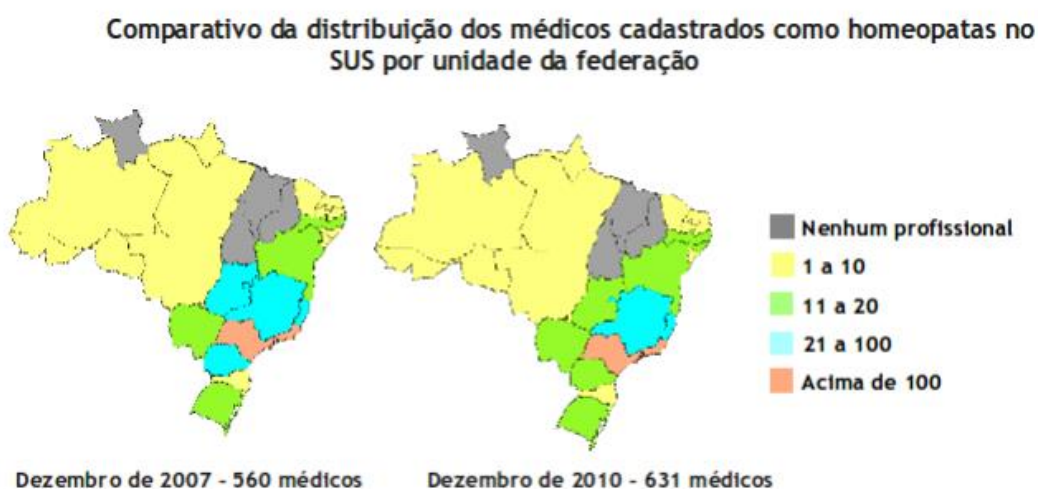 Comparativo da distribuição dos médicos cadastrados como homeopatas no
SUS por unidade da federação
Nenhum profissional
1 a 10
11 a 20
21 a 100
Acima de 100
Dezembro de 2007 - 560 médicos
Dezembro de 2010 - 631 médicos